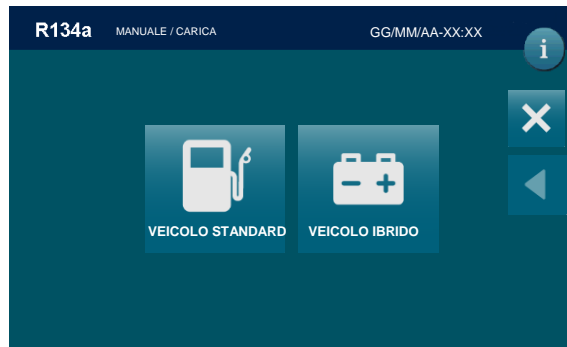 R134a MANUALE / CARICA GG/MM/AA-XX:XX
i
VEICOLO STANDARD VEICOLO IBRIDO